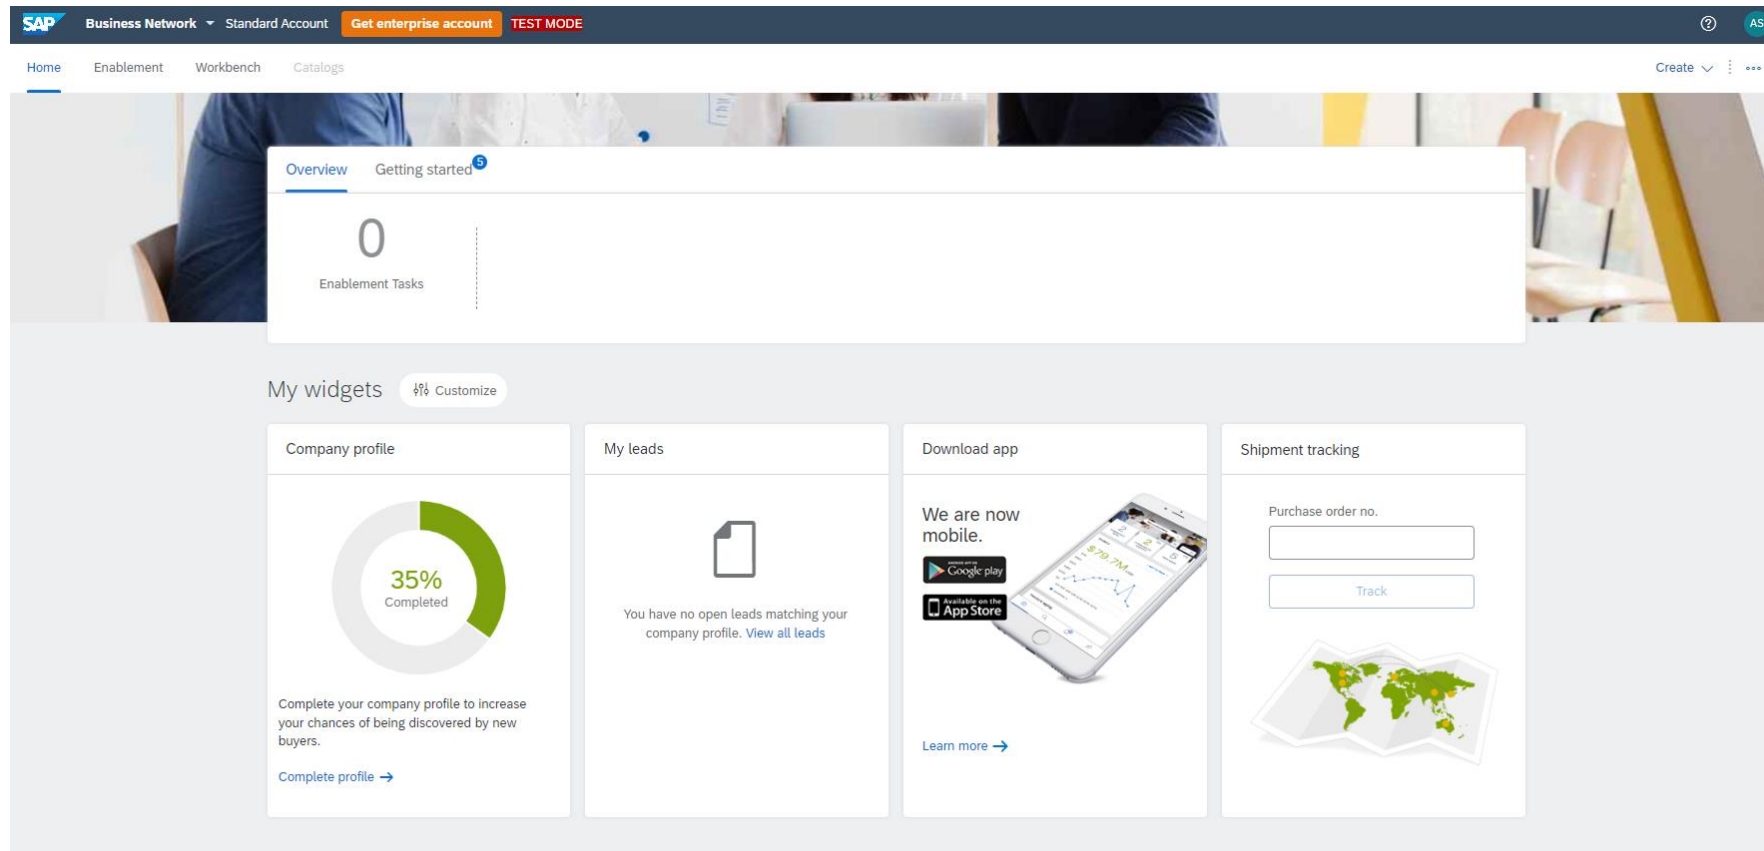 SAP Business Network Standard Account Get enterprise account TEST MODE AS
Home Enablement Workbench Catalogs Create
Overview Getting started 5
0
Enablement Tasks
My widgets Customize
Company profile
35%
Completed
Complete your company profile to increase
your chances of being discovered by new
buyers.
Complete profile
My leads
You have no open leads matching your
company profile. View all leads
Download app
We are now
mobile.
Google play
Available on the
App Store
$79.7M
Learn more
Shipment tracking
Purchase order no.
Track